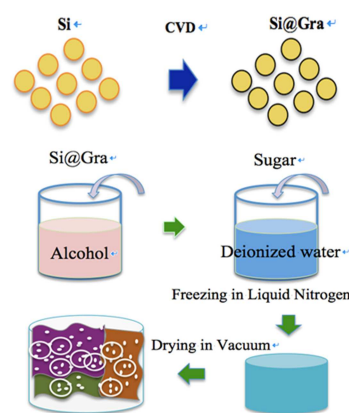 Si
CVD
Si@Gra
Si@Gra
Sugar
Alcohol
Deionized water
Freezing in Liquid Nitrogen
Drying in Vacuum